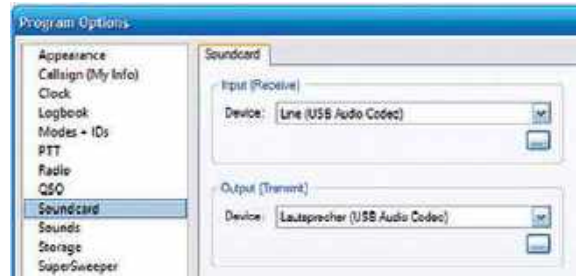 Program Options
Appearance
Callsign (My Info)
Clock
Logbook
Modes + IDs
PTT
Radio
QSO
Soundcard
Sounds
Storage
SuperSweeper
Soundcard
Input (Receive)
Device: Line (USB Audio Codec)
...
Output (Transmit)
Device: Lautsprecher (USB Audio Codec)
...